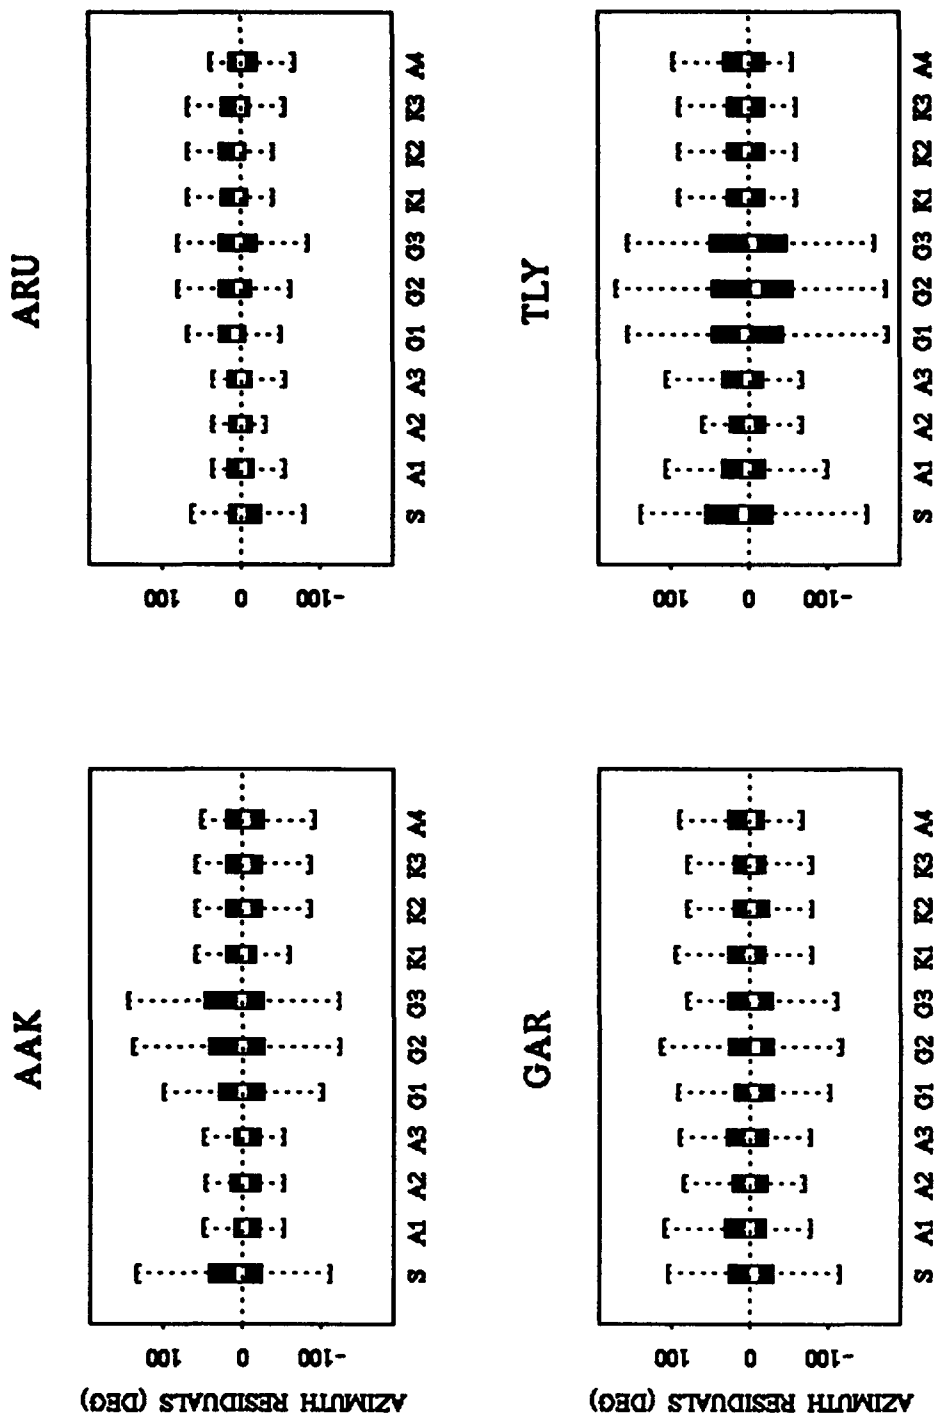 AAK
AZIMUTH RESIDUALS (DEG)
100
0
-100
S A1 A2 A3 G1 G2 G3 K1 K2 K3 A4
ARU
100
0
-100
S A1 A2 A3 G1 G2 G3 K1 K2 K3 A4
GAR
AZIMUTH RESIDUALS (DEG)
100
0
-100
S A1 A2 A3 G1 G2 G3 K1 K2 K3 A4
TLY
100
0
-100
S A1 A2 A3 G1 G2 G3 K1 K2 K3 A4